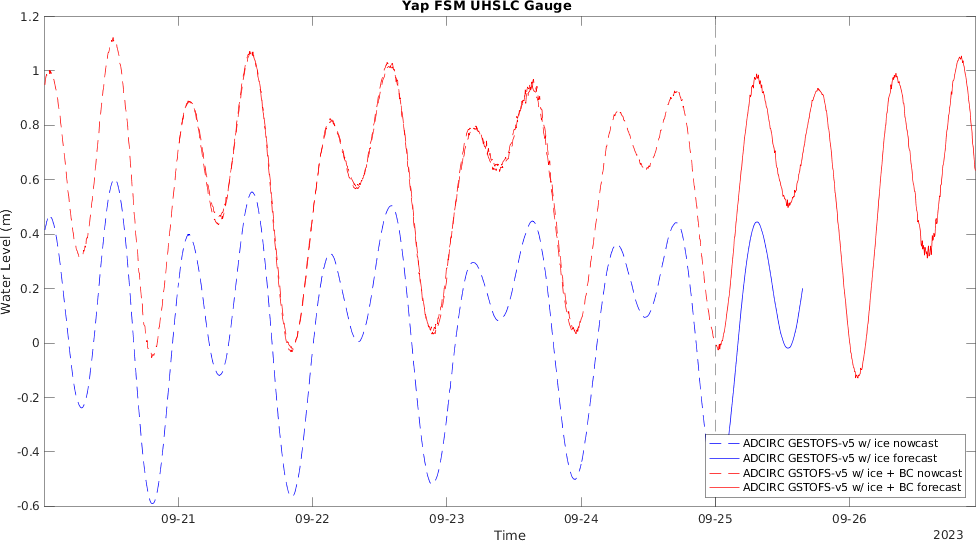 Yap FSM UHSLC Gauge
1.2
1
0.8
0.6
0.4
0.2
0
-0.2
-0.4
-0.6
Water Level (m)
ADCIRC GESTOFS-v5 w/ ice nowcast
ADCIRC GESTOFS-v5 w/ ice forecast
ADCIRC GSTOFS-v5 w/ ice + BC nowcast
ADCIRC GSTOFS-v5 w/ ice + BC forecast
09-21 09-22 09-23 09-24 09-25 09-26
Time
2023